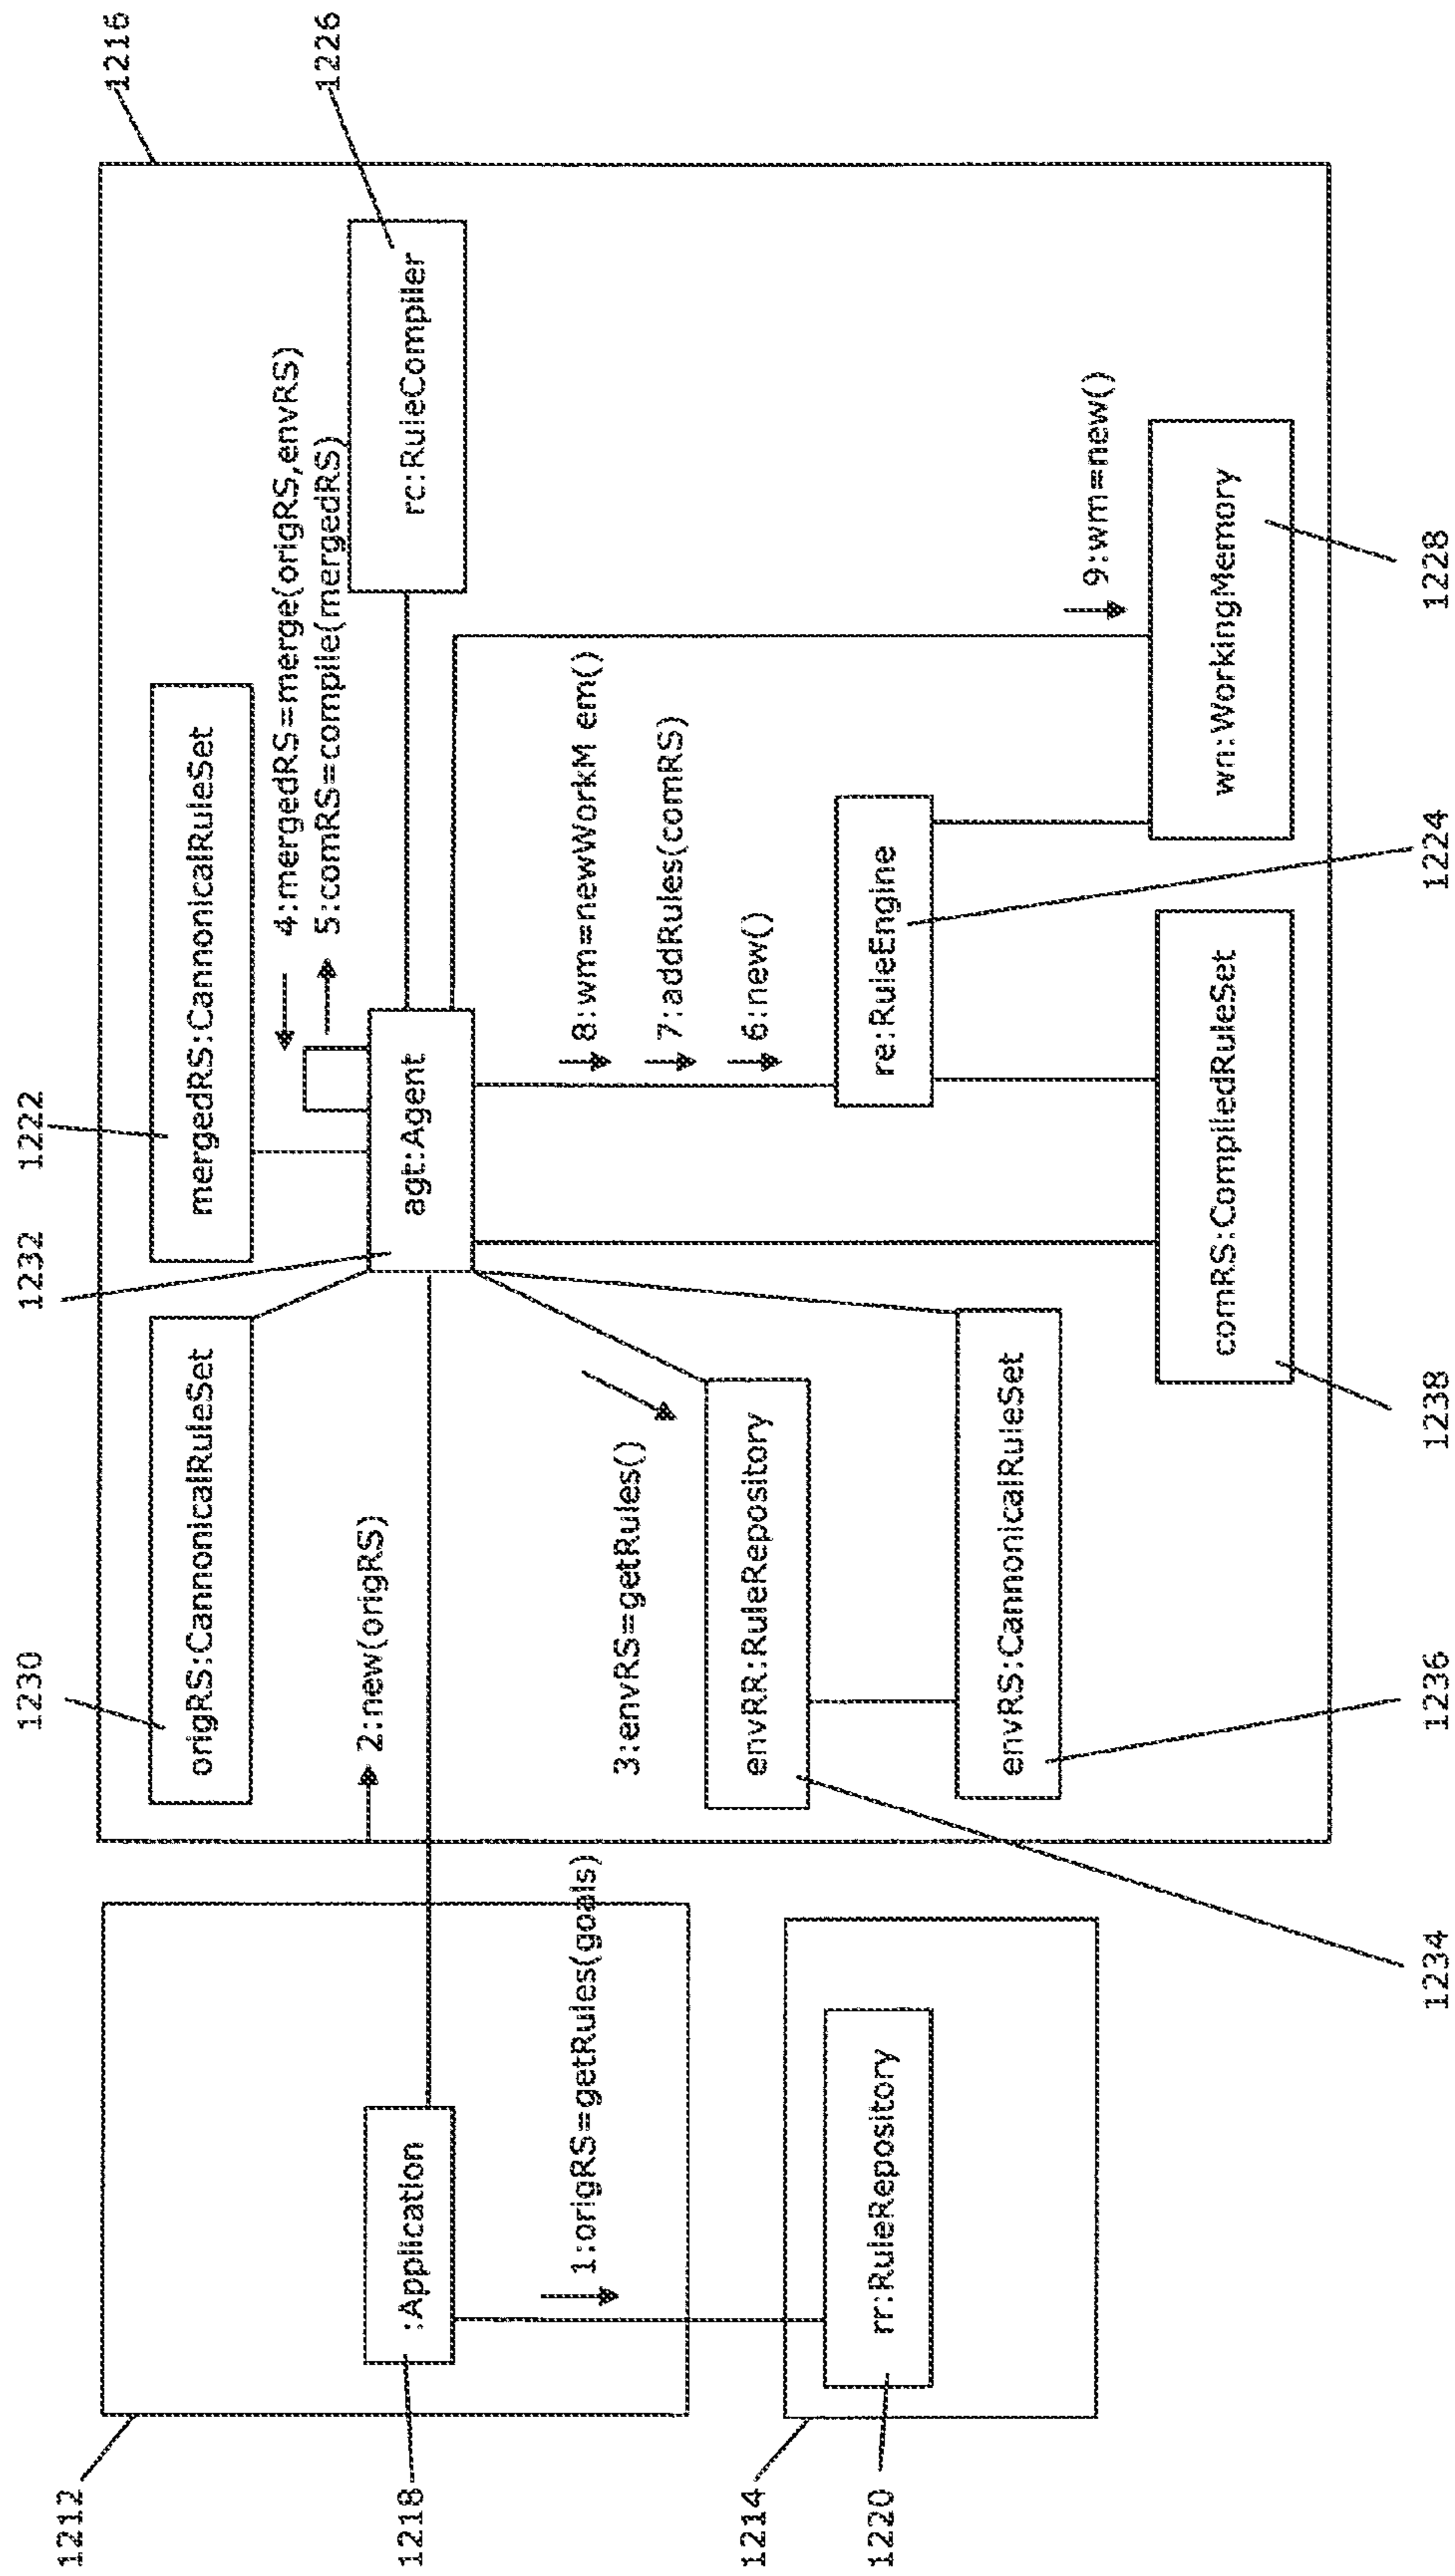 1212
1218
1214
1220
:Application
1:origRS=getRules(goals)
rr:RuleRepository
1230
1232
1222
1216
1226
origRS:CannonicalRuleSet
mergedRS:CannonicalRuleSet
2:new(origRS)
4:mergedRS=merge(origRS,envRS)
5:comRS=compile(mergedRS)
agt:Agent
rc:RuleCompiler
3:envRS=getRules()
8:wm=newWorkM em()
7:addRules(comRS)
6:new()
envRR:RuleRepository
re:RuleEngine
envRS:CannonicalRuleSet
9:wm=new()
comRS:CompiledRuleSet
wn:WorkingMemory
1234
1236
1238
1224
1228